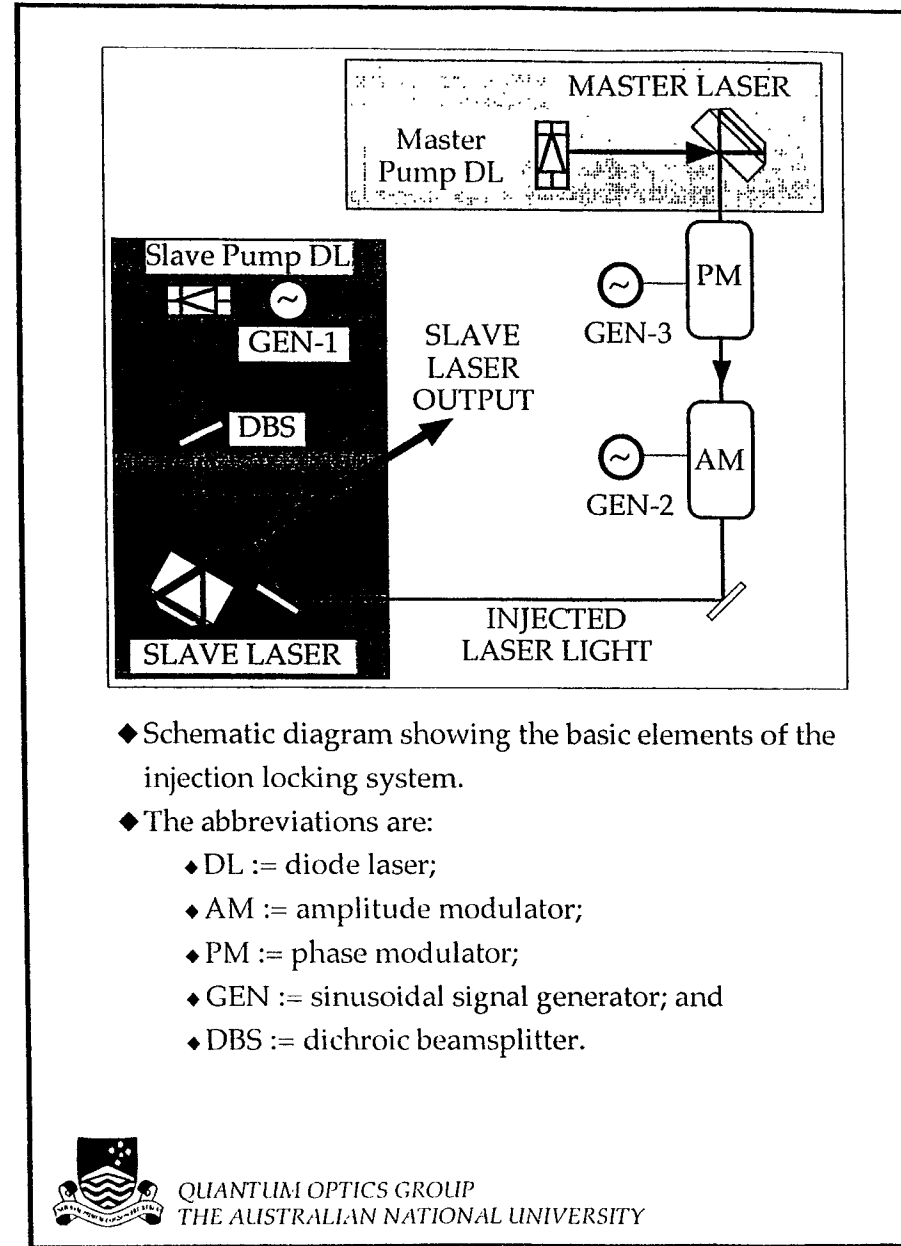 MASTER LASER
Master
Pump DL
Slave Pump DL
~
GEN-1
~
GEN-3
PM
SLAVE
LASER
OUTPUT
DBS
~
GEN-2
AM
INJECTED
LASER LIGHT
SLAVE LASER
◆ Schematic diagram showing the basic elements of the
injection locking system.
◆ The abbreviations are:
◆ DL := diode laser;
◆ AM := amplitude modulator;
◆ PM := phase modulator;
◆ GEN := sinusoidal signal generator; and
◆ DBS := dichroic beamsplitter.
QUANTUM OPTICS GROUP
THE AUSTRALIAN NATIONAL UNIVERSITY